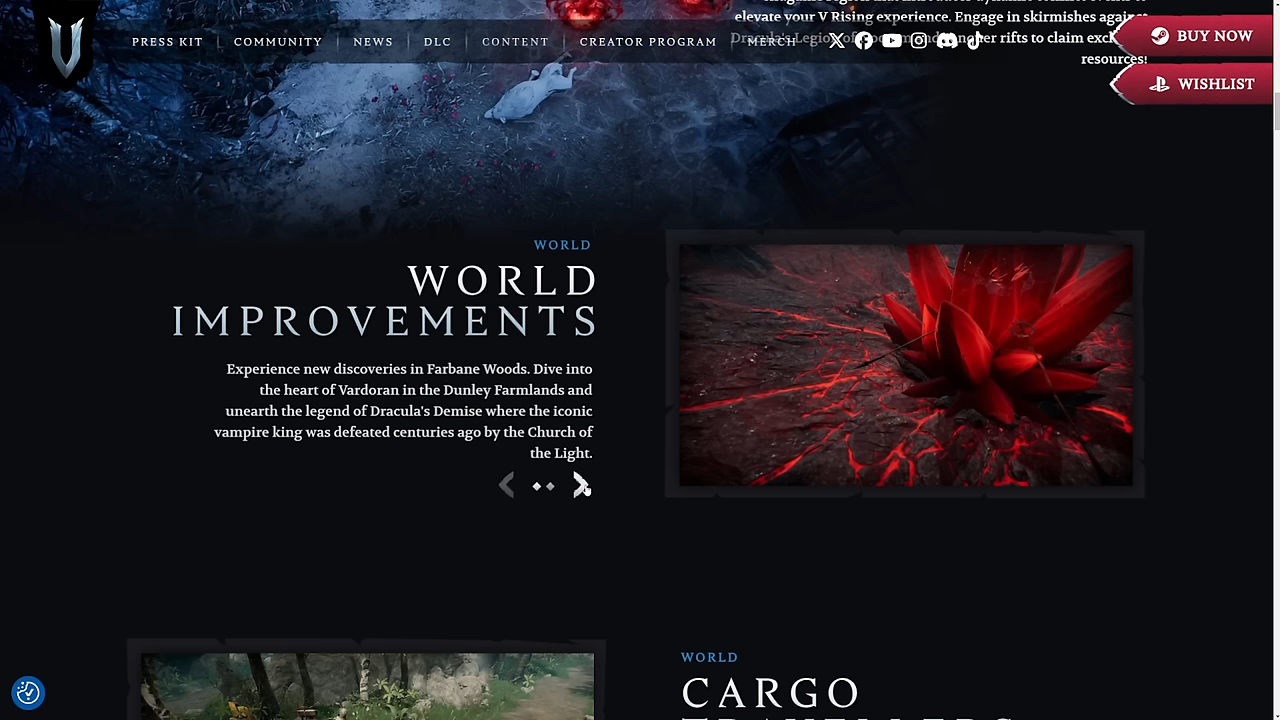 elevate your V Rising experience. Engage in skirmishes against
PRESS KIT
COMMUNITY
NEWS
DLC
CONTENT
CREATOR PROGRAM
MERCH
Dracula's Legion of
rifts to claim
resources!
BUY NOW
WISHLIST
WORLD
WORLD
IMPROVEMENTS
Experience new discoveries in Farbane Woods. Dive into
the heart of Vardoran in the Dunley Farmlands and
unearth the legend of Dracula's Demise where the iconic
vampire king was defeated centuries ago by the Church of
the Light.
WORLD
CARGO